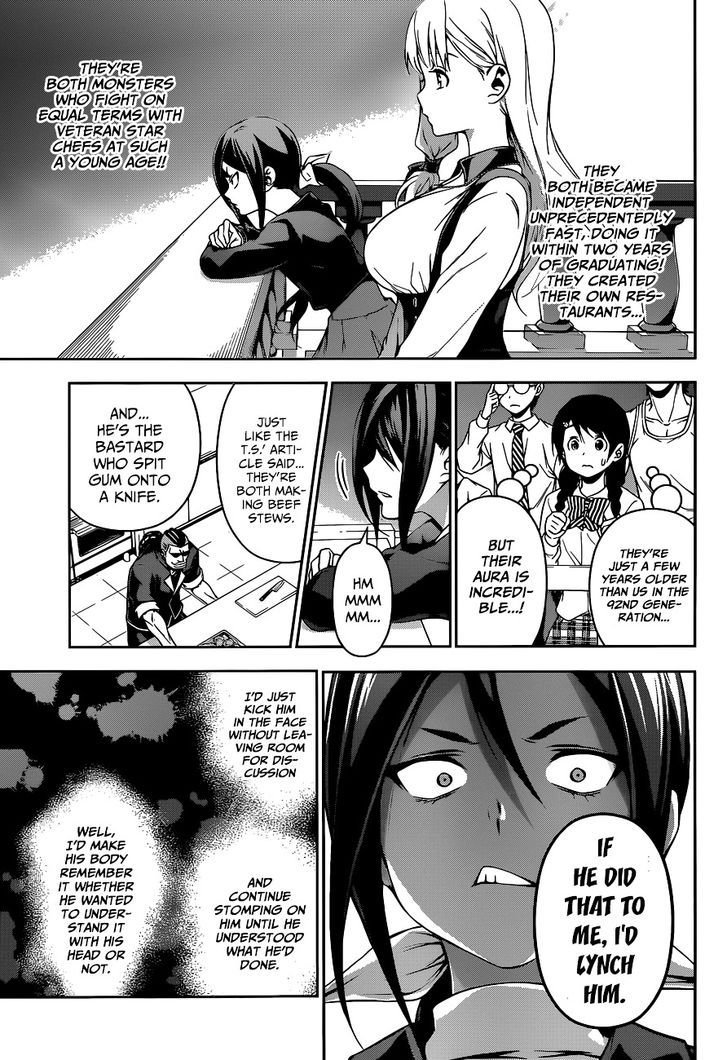 THEY
BOTH BECAME
INDEPENDENT
UNPRECEDENTEDLY
FAST, DOING IT
WITHIN TWO YEARS
OF GRADUATING!
THEY CREATED
THEIR OWN RES-
TAURANTS...
THEY'RE
BOTH MONSTERS
WHO FIGHT ON
EQUAL TERMS WITH
VETERAN STAR
CHEFS AT SUCH
A YOUNG AGE!!
THEY'RE
JUST A FEW
YEARS OLDER
THAN US IN THE
92ND GENE-
RATION...
BUT
THEIR
AURA IS
INCREDI-
BLE...!
HM
MMM
MM...
JUST
LIKE THE
T.S.' ARTI-
CLE SAID...
THEY'RE
BOTH MAK-
ING BEEF
STEWS.
AND...
HE'S THE
BASTARD
WHO SPIT
GUM ONTO
A KNIFE.
IF
HE DID
THAT TO
ME, I'D
LYNCH
HIM.
I'D JUST
KICK HIM
IN THE FACE
WITHOUT LEA-
VING ROOM
FOR DIS-
CUSSION
AND
CONTINUE
STOMPING
ON HIM UNTIL HE
UNDERSTOOD
WHAT HE'D
DONE.
WELL,
I'D MAKE
HIS BODY
REMEMBER
IT WHETHER
HE WANTED
TO UNDER-
STAND IT
WITH HIS
HEAD OR
NOT.